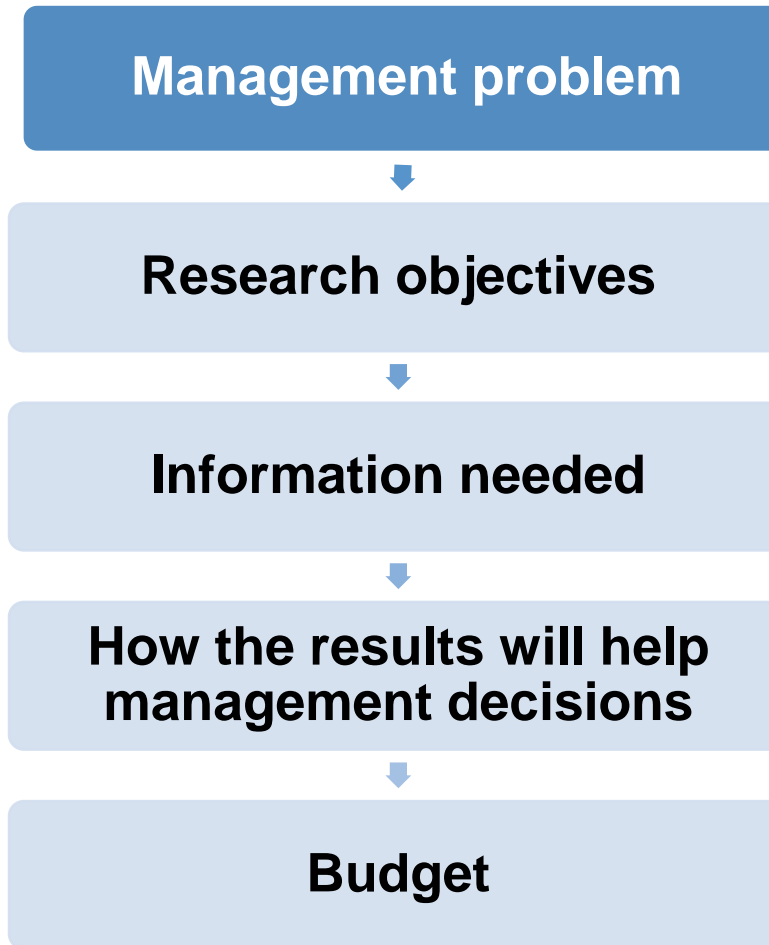 Management problem
Research objectives
Information needed
How the results will help
management decisions
Budget